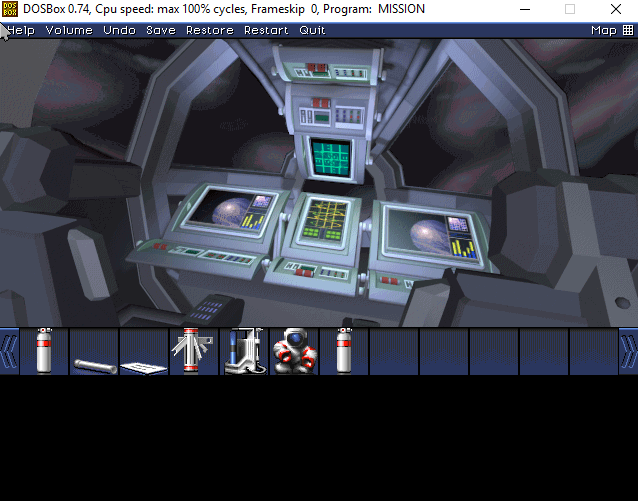 DOSBox 0.74, Cpu speed: max 100% cycles, Frameskip 0, Program: MISSION
Help Volume Undo Save Restore Restart Quit Map